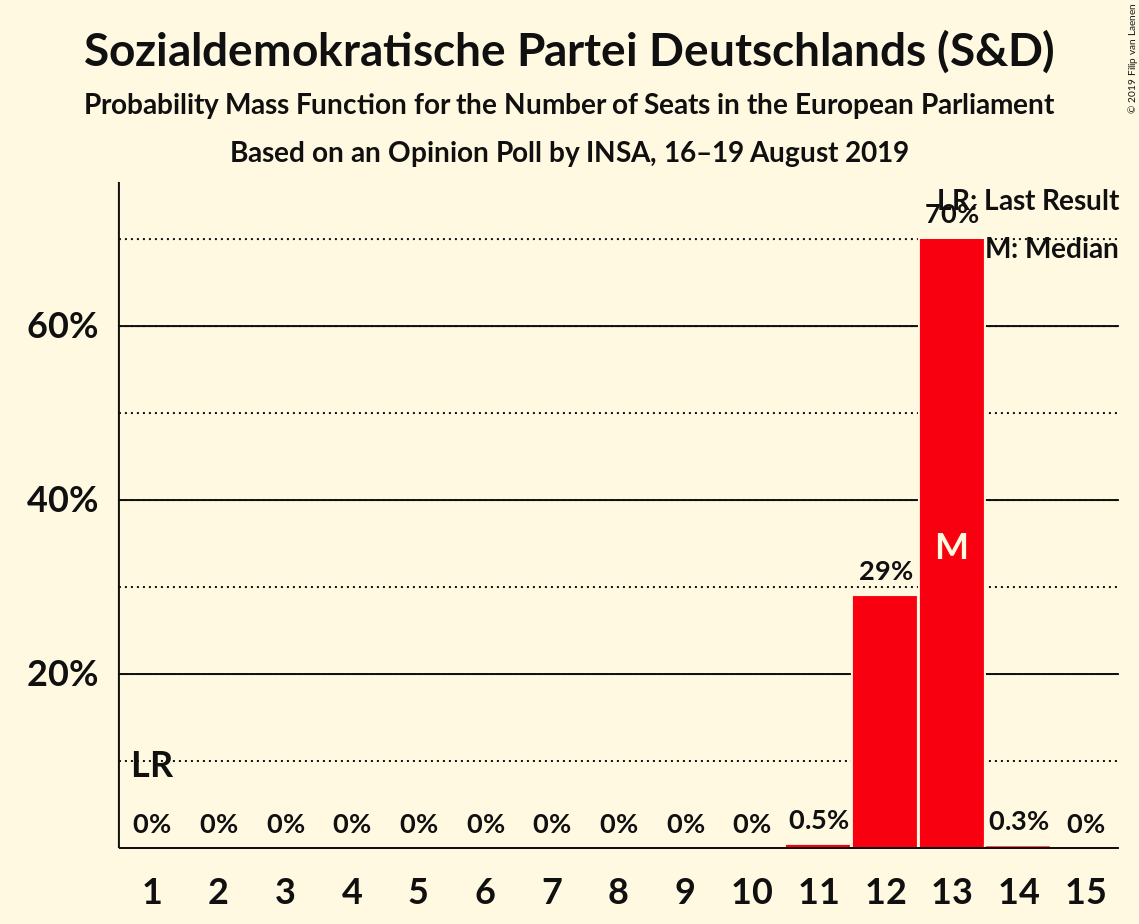 Sozialdemokratische Partei Deutschlands (S&D)
Probability Mass Function for the Number of Seats in the European Parliament
Based on an Opinion Poll by INSA, 16–19 August 2019
© 2019 Filip van Laenen
LR: Last Result
M: Median
70%
60%
40%
20%
M
29%
LR
0% 0% 0% 0% 0% 0% 0% 0% 0% 0% 0.5% 0.3% 0%
1 2 3 4 5 6 7 8 9 10 11 12 13 14 15